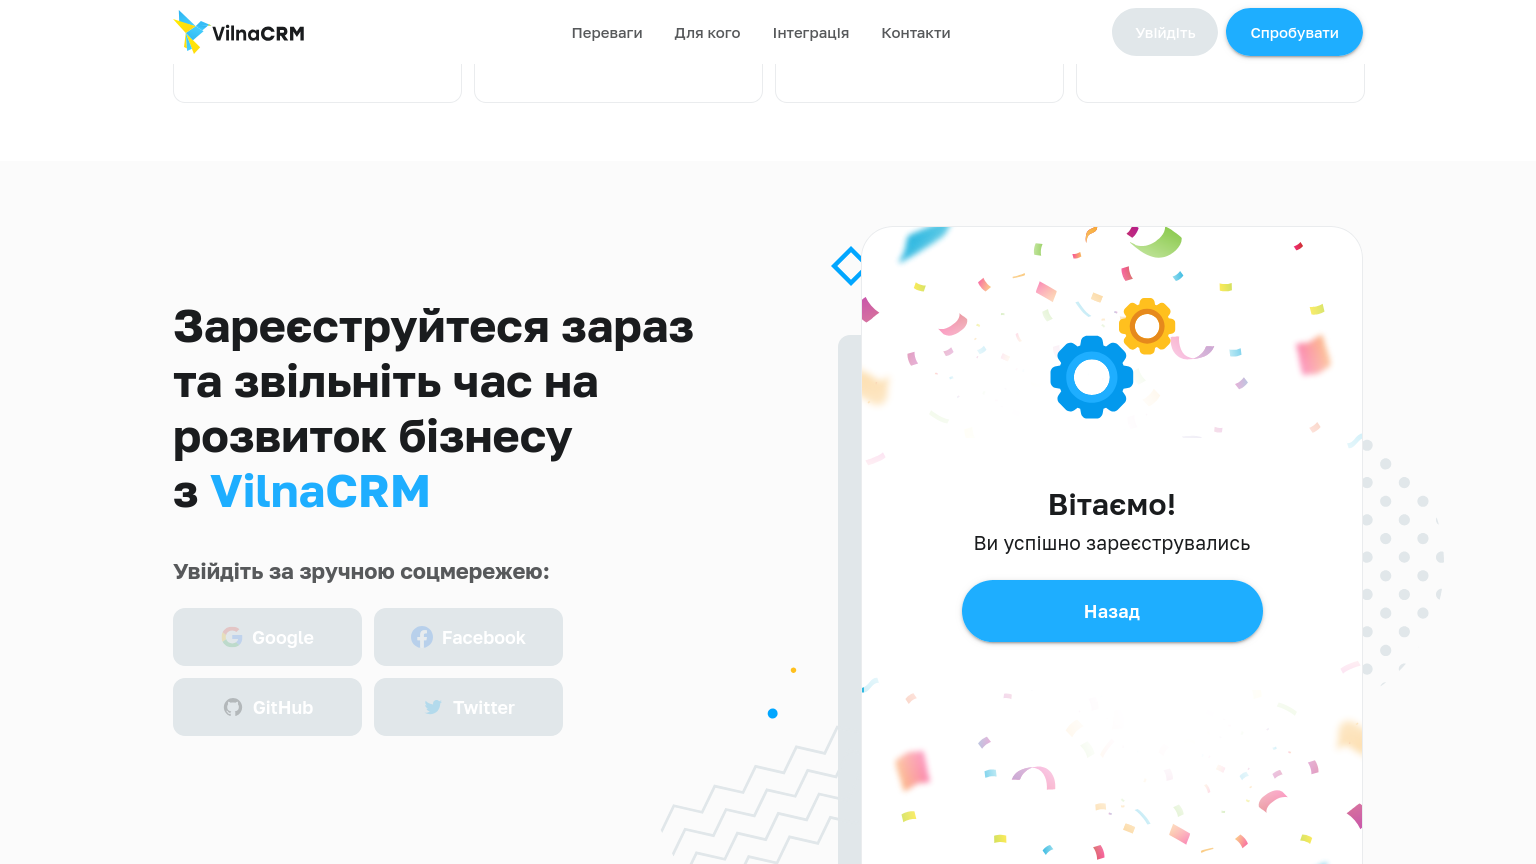 VilnaCRM
Переваги
Для кого
Інтеграція
Контакти
Увійдіть
Спробувати
Зареєструйтеся зараз
та звільніть час на
розвиток бізнесу
з VilnaCRM
Увійдіть за зручною соцмережею:
Google
Facebook
GitHub
Twitter
Вітаємо!
Ви успішно зареєструвались
Назад